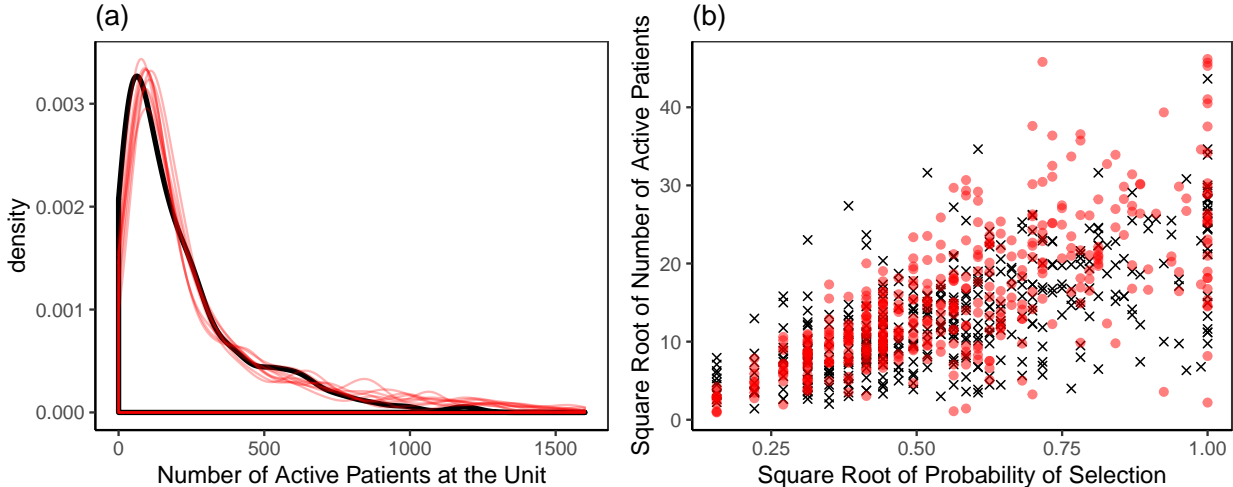 (a)
density
0.003
0.002
0.001
0.000
0
500
1000
1500
Number of Active Patients at the Unit
(b)
Square Root of Number of Active Patients
40
30
20
10
0
0.25
0.50
0.75
1.00
Square Root of Probability of Selection